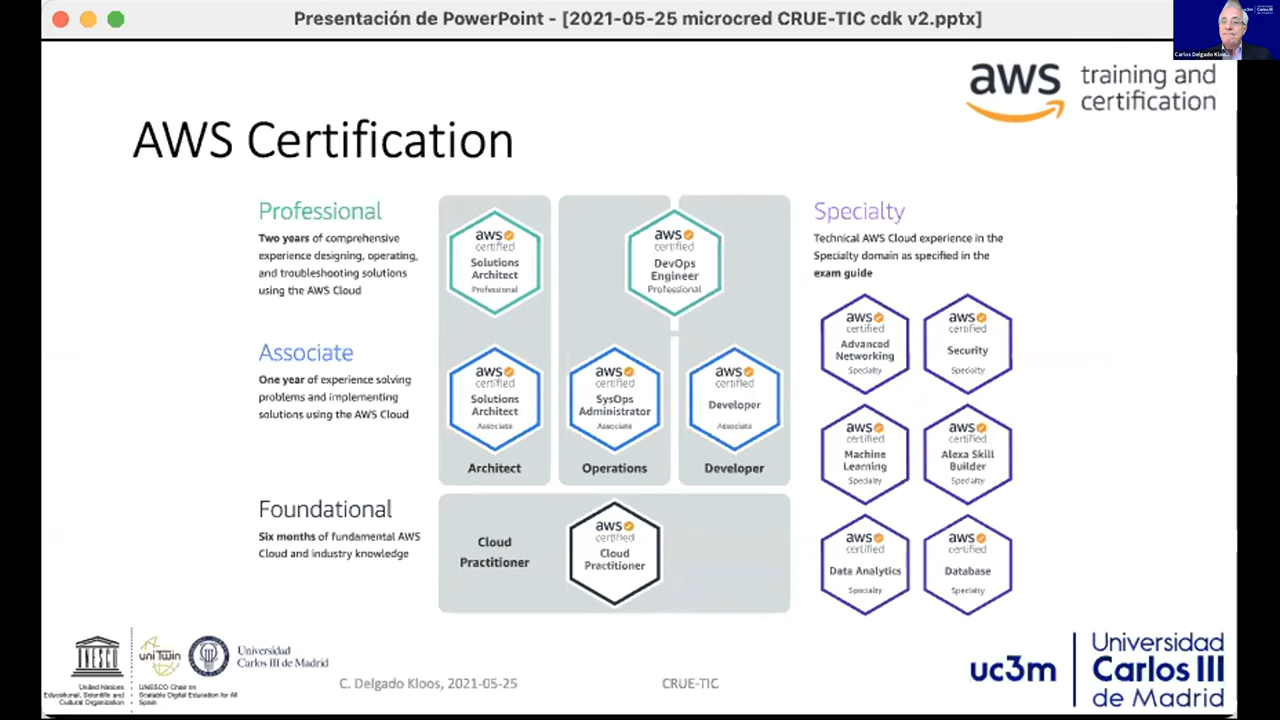 Presentación de PowerPoint - [2021-05-25 microcred CRUE-TIC cdk v2.pptx]
uc3m
Carlos III
de Madrid
Carlos Delgado Kloo...
aws training and
certification
AWS Certification
Professional
Two years of comprehensive
experience designing, operating,
and troubleshooting solutions
using the AWS Cloud
aws
certified
Solutions
Architect
Professional
aws
certified
DevOps
Engineer
Professional
Associate
One year of experience solving
problems and implementing
solutions using the AWS Cloud
aws
certified
Solutions
Architect
Associate
aws
certified
SysOps
Administrator
Associate
aws
certified
Developer
Associate
Architect
Operations
Developer
Foundational
Six months of fundamental AWS
Cloud and industry knowledge
Cloud
Practitioner
aws
certified
Cloud
Practitioner
Specialty
Technical AWS Cloud experience in the
Specialty domain as specified in the
exam guide
aws
certified
Advanced
Networking
Specialty
aws
certified
Security
Specialty
aws
certified
Machine
Learning
Specialty
aws
certified
Alexa Skill
Builder
Specialty
aws
certified
Data Analytics
Specialty
aws
certified
Database
Specialty
UNESCO
United Nations
Educational, Scientific and
Cultural Organization
uniTwin
UNESCO Chair on
Scalable Digital Education for All
Spain
Universidad
Carlos III de Madrid
C. Delgado Kloos, 2021-05-25
CRUE-TIC
uc3m
Universidad
Carlos III
de Madrid